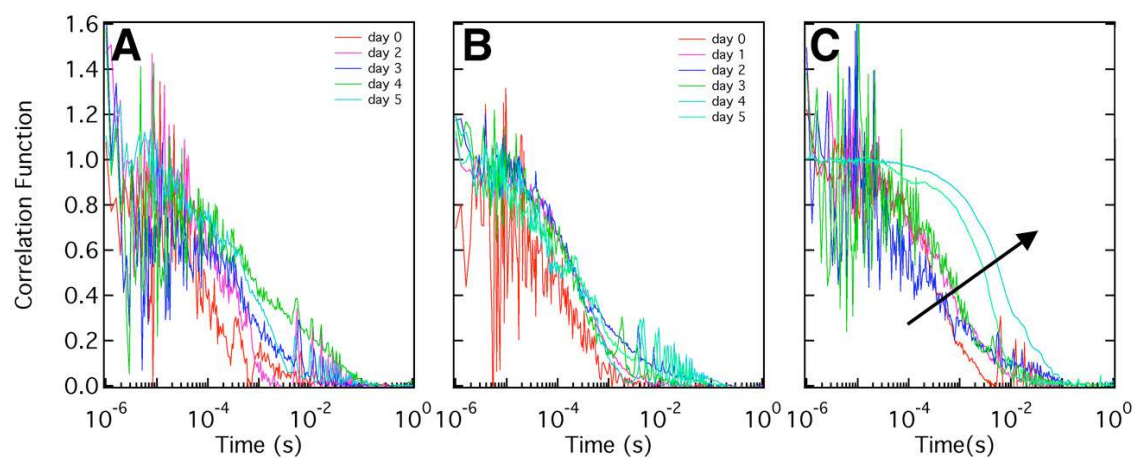 A
B
C
Correlation Function
1.6
1.4
1.2
1.0
0.8
0.6
0.4
0.2
0.0
day 0
day 2
day 3
day 4
day 5
day 0
day 1
day 2
day 3
day 4
day 5
10^-6 10^-4 10^-2 10^0
10^-6 10^-4 10^-2 10^0
10^-6 10^-4 10^-2 10^0
Time (s)
Time (s)
Time(s)